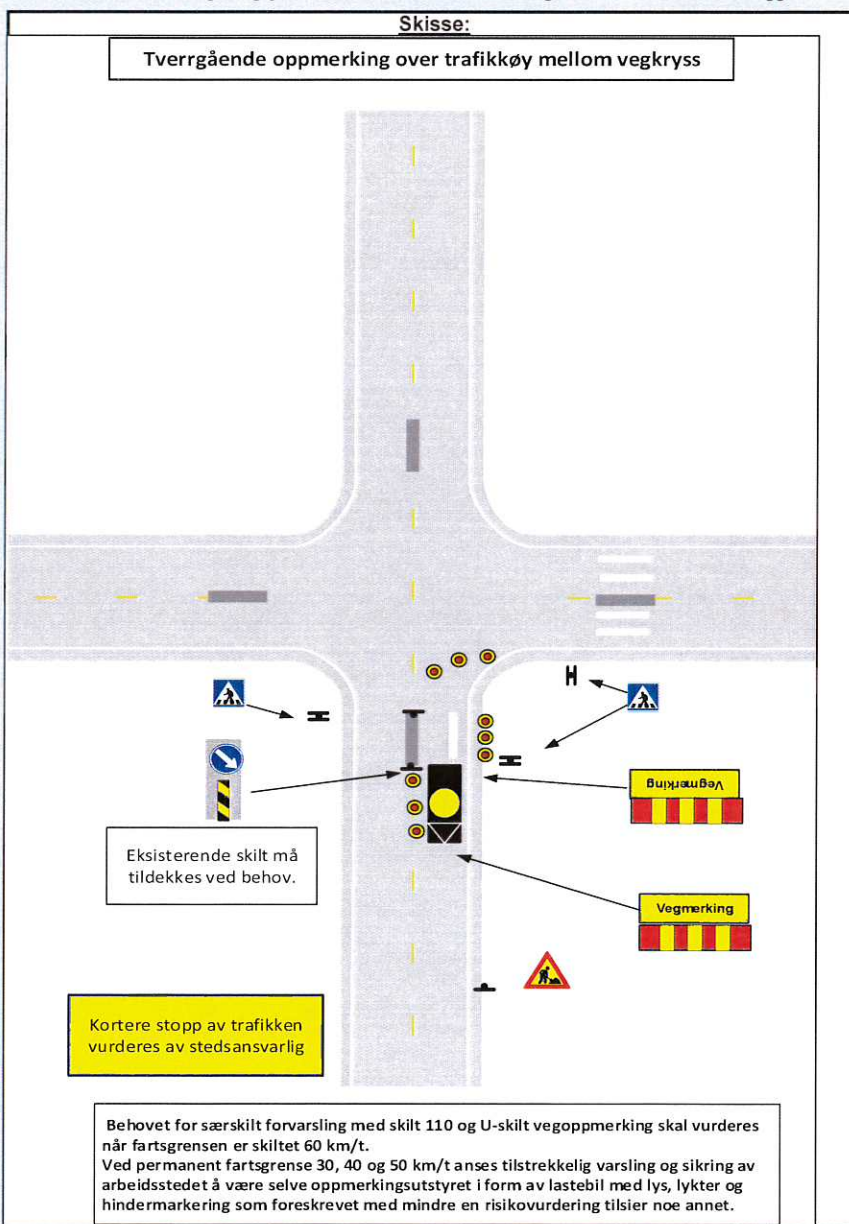 Skisse:
Tverrgående oppmerking over trafikkøy mellom vegkryss
Vegmerking
Eksisterende skilt må
tildekkes ved behov.
Vegmerking
Kortere stopp av trafikken
vurderes av stedsansvarlig
Behovet for særskilt forvarsling med skilt 110 og U-skilt vegoppmerking skal vurderes
når fartsgrensen er skiltet 60 km/t.
Ved permanent fartsgrense 30, 40 og 50 km/t anses tilstrekkelig varsling og sikring av
arbeidsstedet å være selve oppmerkingsutstyret i form av lastebil med lys, lykter og
hindermarkering som foreskrevet med mindre en risikovurdering tilsier noe annet.